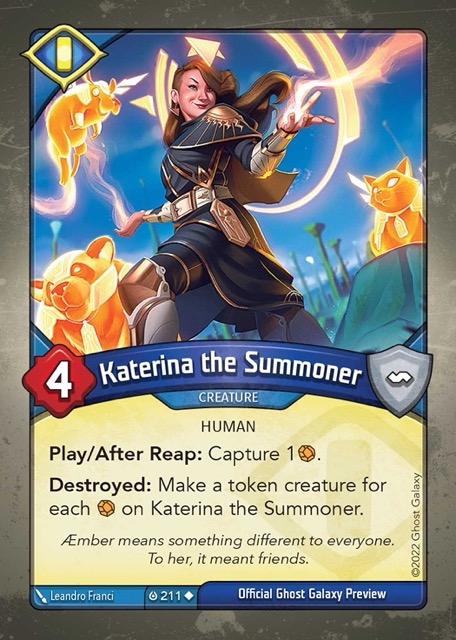 Katerina the Summoner
4
CREATURE
HUMAN
Play/After Reap: Capture 1.
Destroyed: Make a token creature for
each on Katerina the Summoner.
Æmber means something different to everyone.
To her, it meant friends.
©2022 Ghost Galaxy
Leandro Franci
211
Official Ghost Galaxy Preview